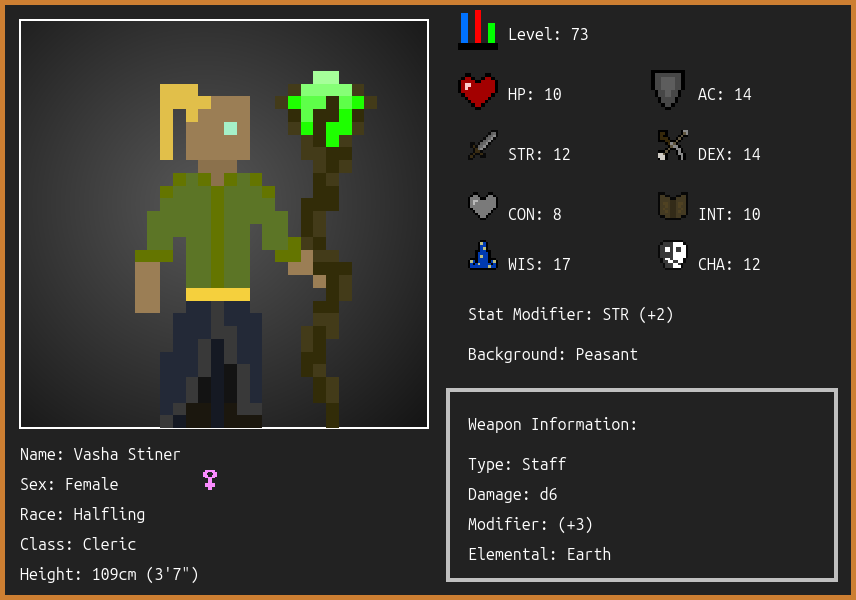 Level: 73
HP: 10
AC: 14
STR: 12
DEX: 14
CON: 8
INT: 10
WIS: 17
CHA: 12
Stat Modifier: STR (+2)
Background: Peasant
Weapon Information:
Type: Staff
Damage: d6
Modifier: (+3)
Elemental: Earth
Name: Vasha Stiner
Sex: Female
Race: Halfling
Class: Cleric
Height: 109cm (3'7")